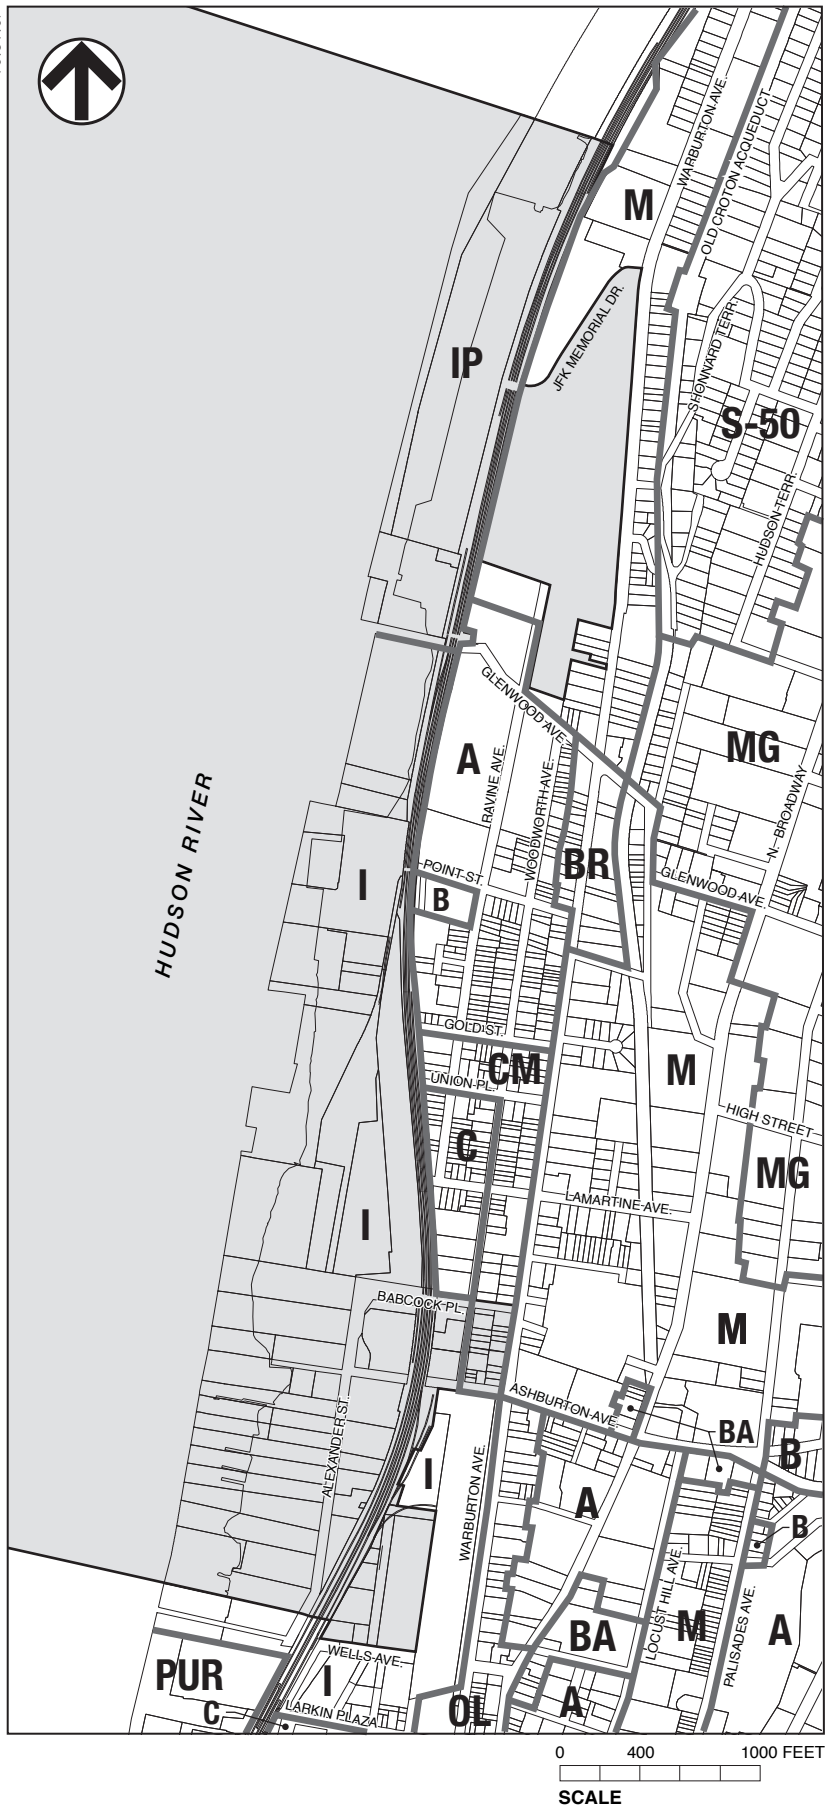 WARBURTON AVE.
OLD CROTON ACQUEDUCT
M
JFK MEMORIAL DR.
IP
SHONNARD TERR.
S-50
HUDSON TERR.
GLENWOOD AVE.
MG
A
RAVINE AVE.
WOODWORTH AVE.
N. BROADWAY
HUDSON RIVER
BR
POINT ST.
GLENWOOD AVE.
I
B
GOLD ST.
CM
M
UNION PL.
HIGH STREET
C
MG
LAMARTINE AVE.
I
BABCOCK PL.
M
ASHBURTON AVE.
BA
ALEXANDER ST.
B
I
WARBURTON AVE.
A
B
LOCUST HILL AVE.
PALISADES AVE.
BA
M
A
WELLS AVE.
PUR
I
C
LARKIN PLAZA
OL
A
0 400 1000 FEET
SCALE